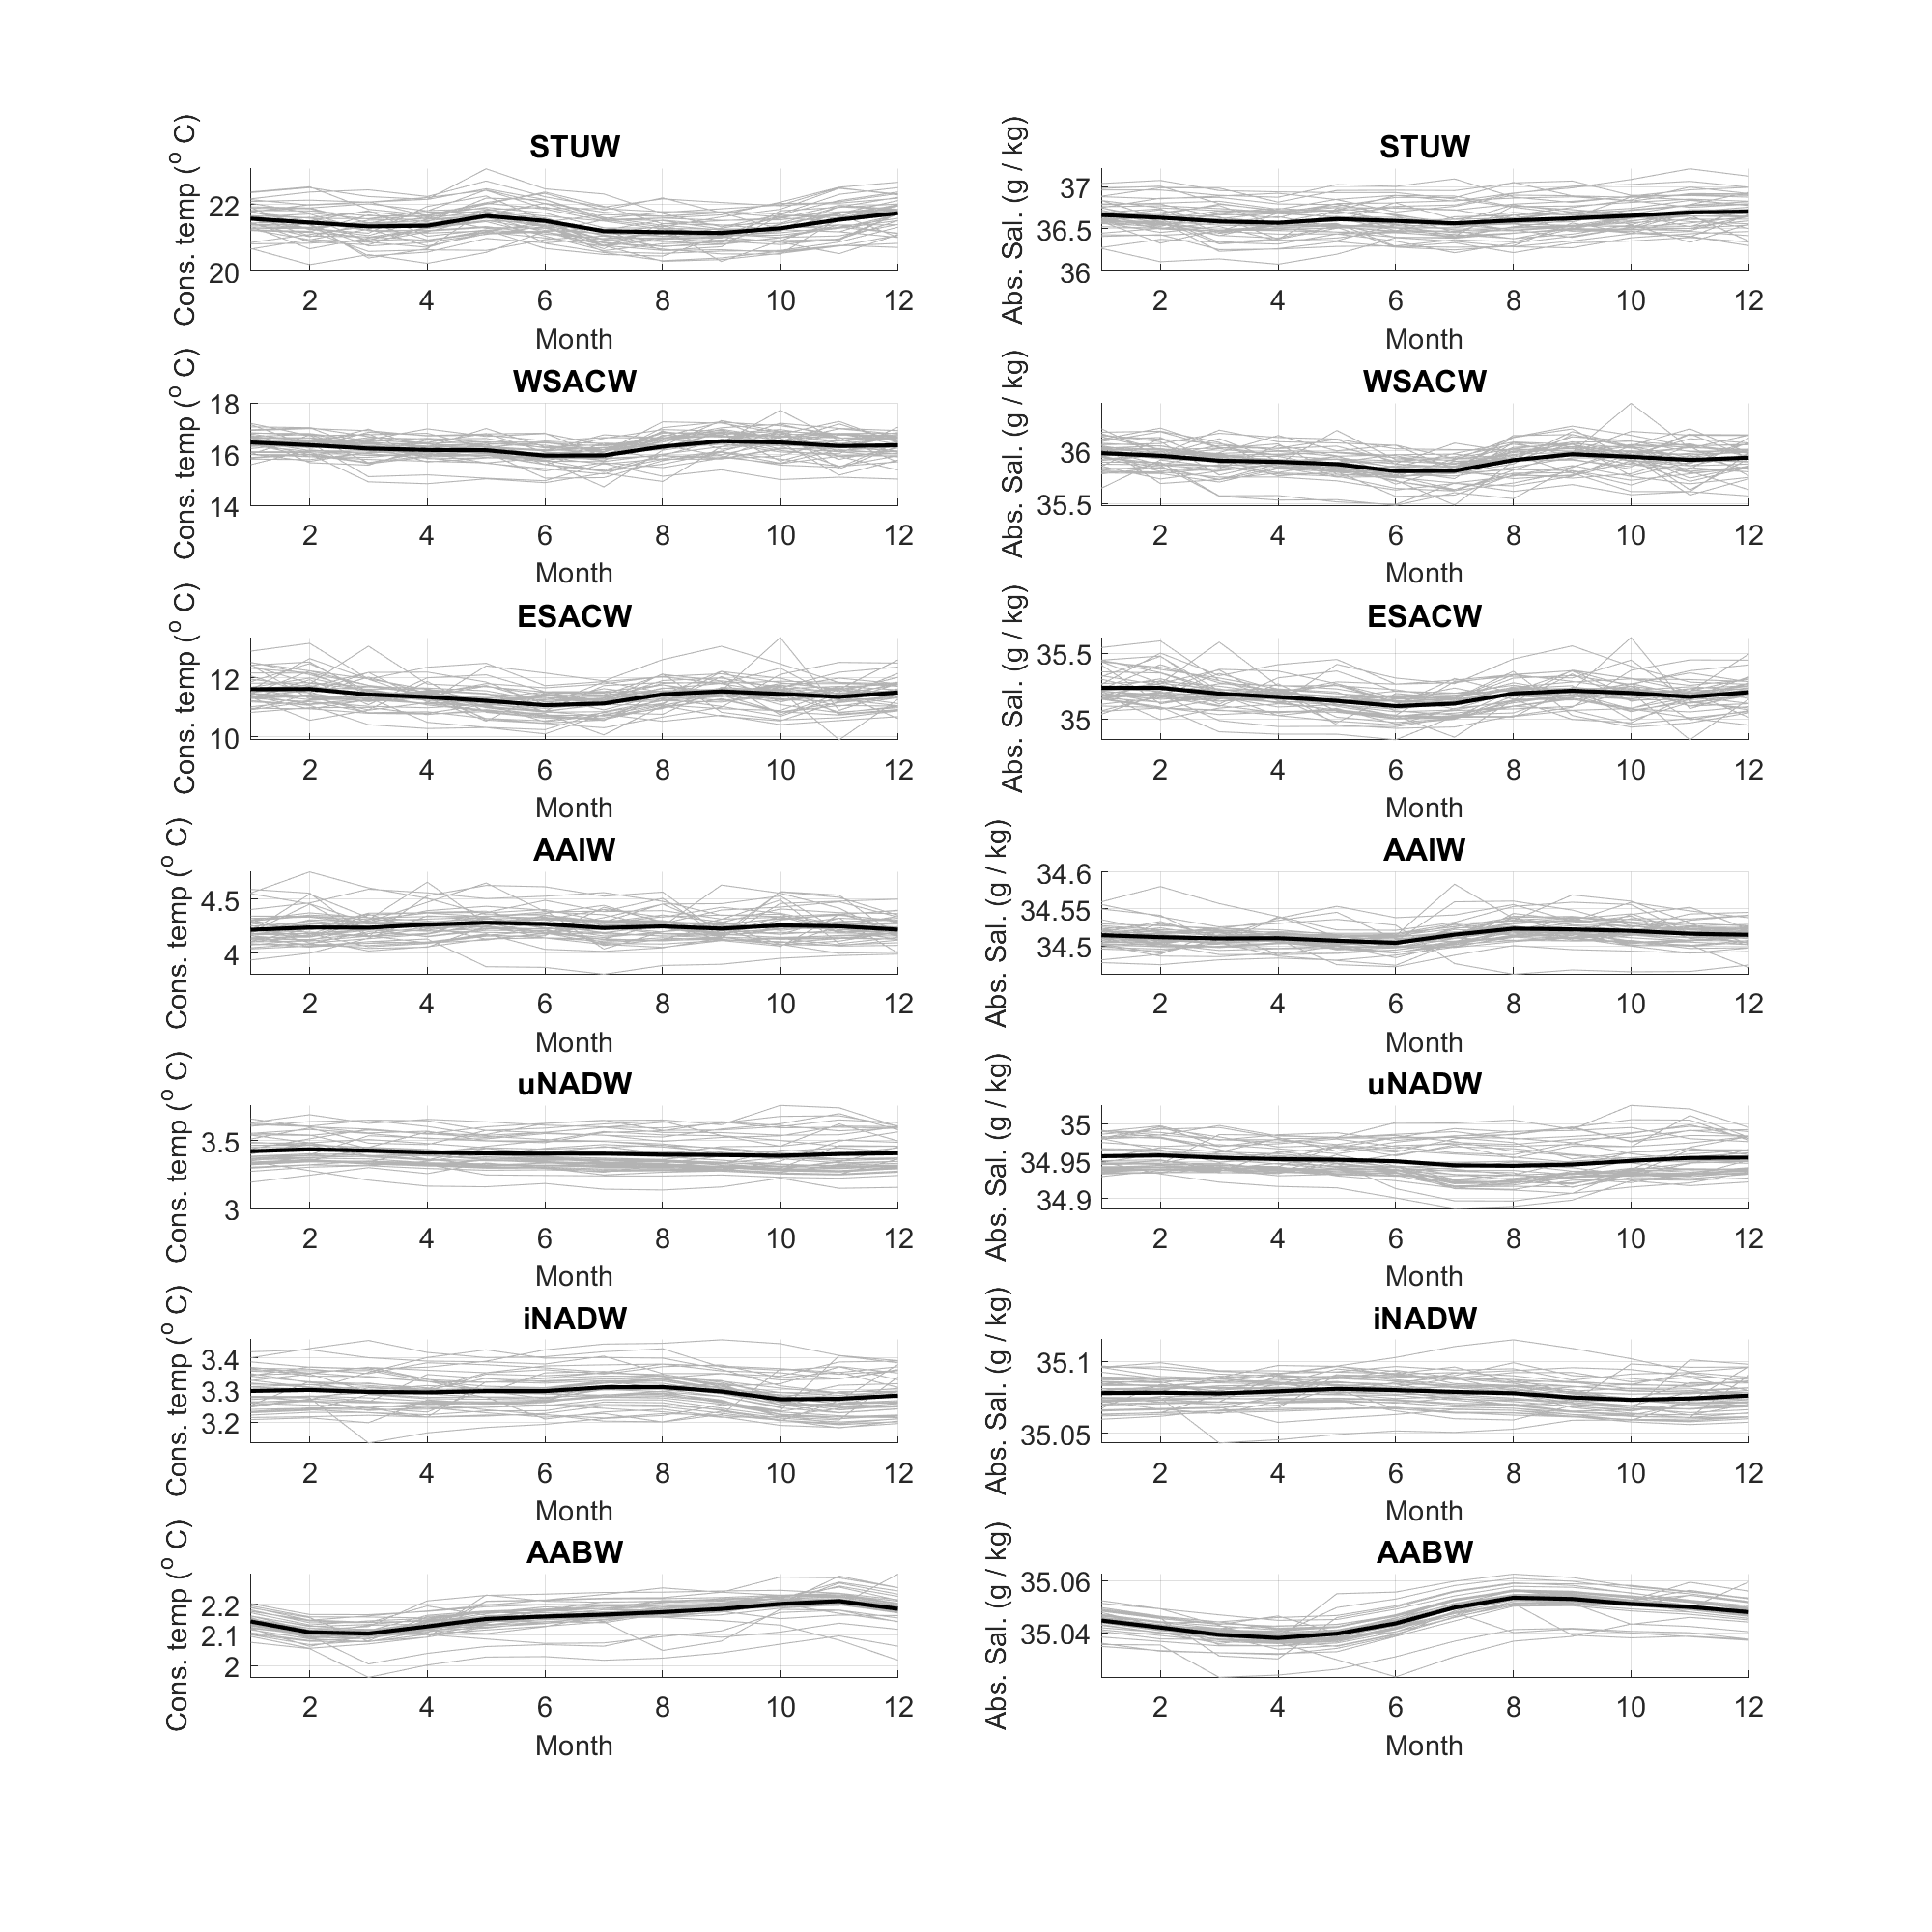 STUW
Cons. temp (° C)
22
20
2 4 6 8 10 12
Month
STUW
Abs. Sal. (g / kg)
37
36.5
36
2 4 6 8 10 12
Month
WSACW
Cons. temp (° C)
18
16
14
2 4 6 8 10 12
Month
WSACW
Abs. Sal. (g / kg)
36
35.5
2 4 6 8 10 12
Month
ESACW
Cons. temp (° C)
12
10
2 4 6 8 10 12
Month
ESACW
Abs. Sal. (g / kg)
35.5
35
2 4 6 8 10 12
Month
AAIW
Cons. temp (° C)
4.5
4
2 4 6 8 10 12
Month
AAIW
Abs. Sal. (g / kg)
34.6
34.55
34.5
2 4 6 8 10 12
Month
uNADW
Cons. temp (° C)
3.5
3
2 4 6 8 10 12
Month
uNADW
Abs. Sal. (g / kg)
35
34.95
34.9
2 4 6 8 10 12
Month
iNADW
Cons. temp (° C)
3.4
3.3
3.2
2 4 6 8 10 12
Month
iNADW
Abs. Sal. (g / kg)
35.1
35.05
2 4 6 8 10 12
Month
AABW
Cons. temp (° C)
2.2
2.1
2
2 4 6 8 10 12
Month
AABW
Abs. Sal. (g / kg)
35.06
35.04
2 4 6 8 10 12
Month